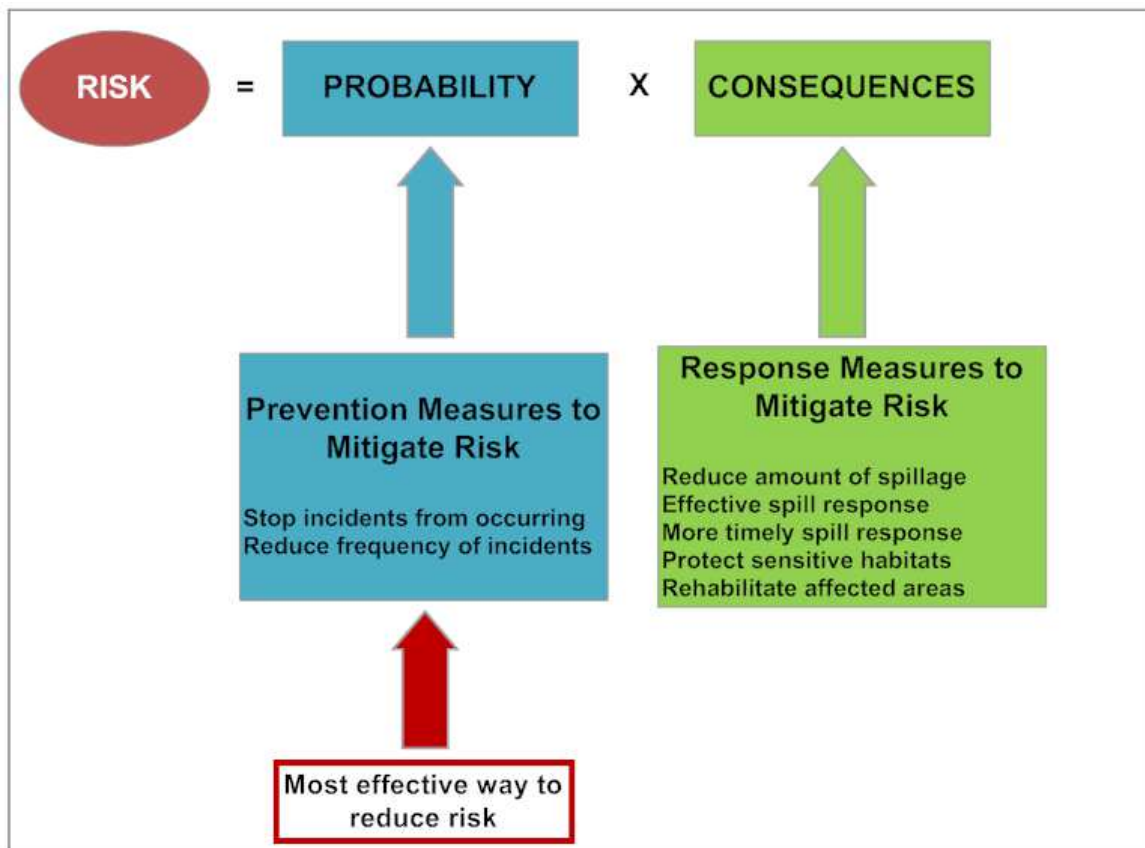 RISK = PROBABILITY X CONSEQUENCES
Prevention Measures to
Mitigate Risk
Stop incidents from occurring
Reduce frequency of incidents
Response Measures to
Mitigate Risk
Reduce amount of spillage
Effective spill response
More timely spill response
Protect sensitive habitats
Rehabilitate affected areas
Most effective way to
reduce risk